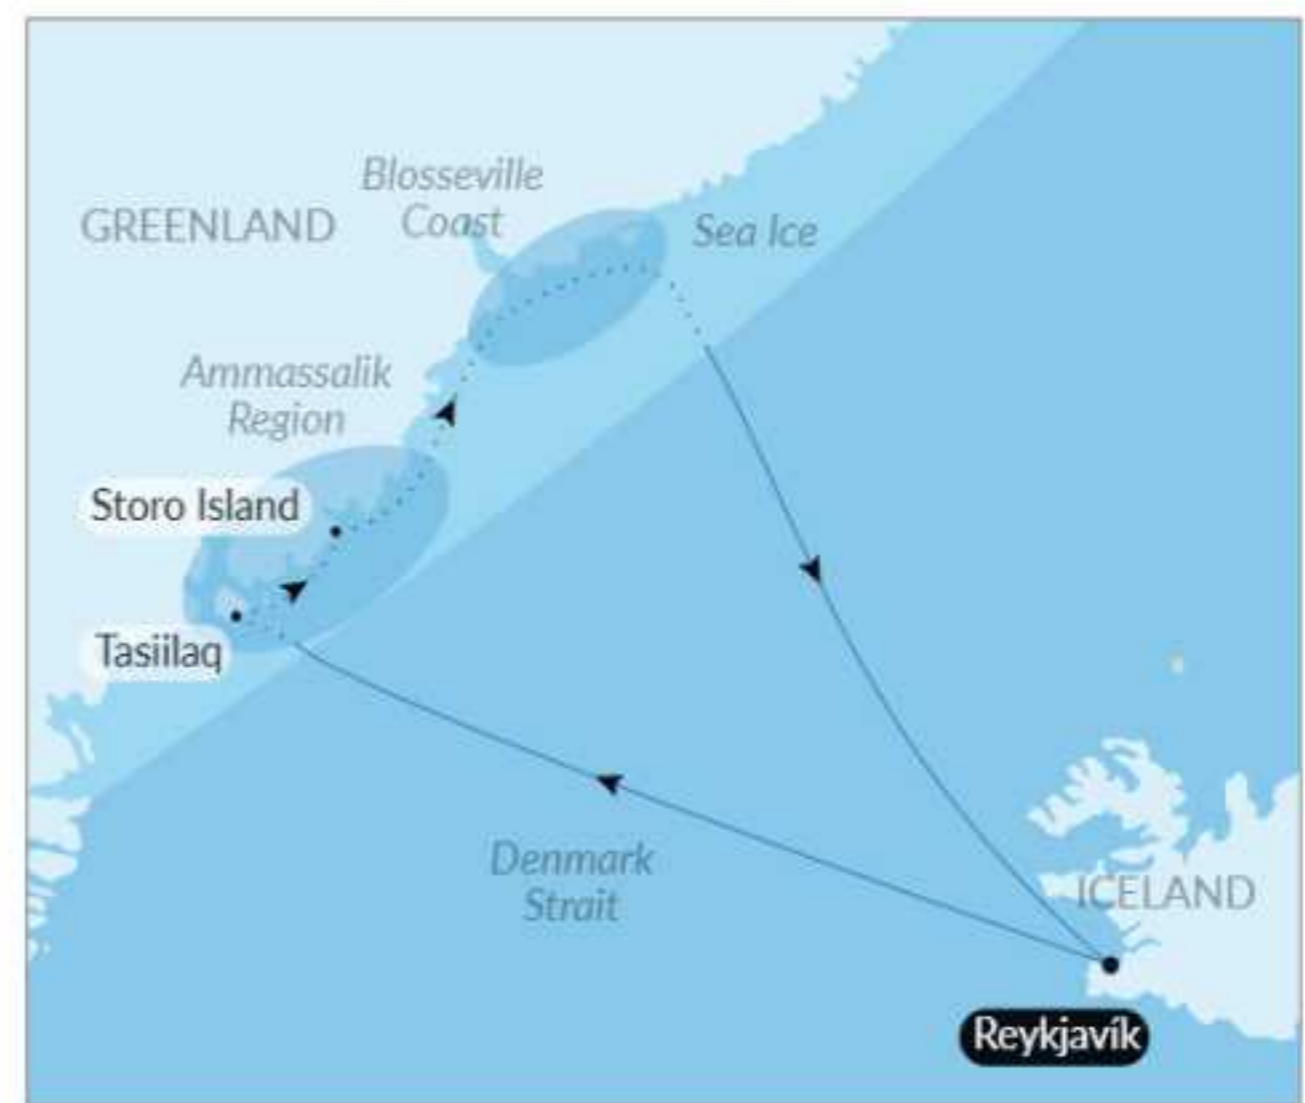 Blosseville
Coast
GREENLAND
Sea Ice
Ammassalik
Region
Storo Island
Tasiilaq
Denmark
Strait
ICELAND
Reykjavík